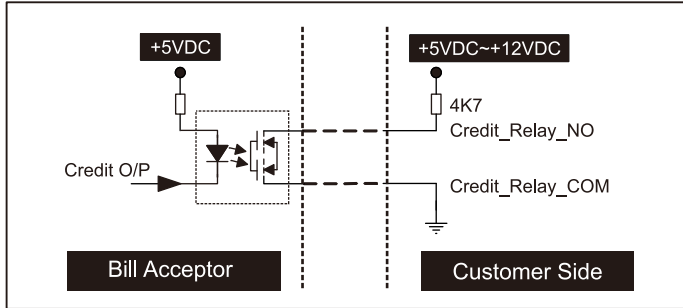 +5VDC
+5VDC~+12VDC
4K7
Credit_Relay_NO
Credit O/P
Credit_Relay_COM
Bill Acceptor
Customer Side